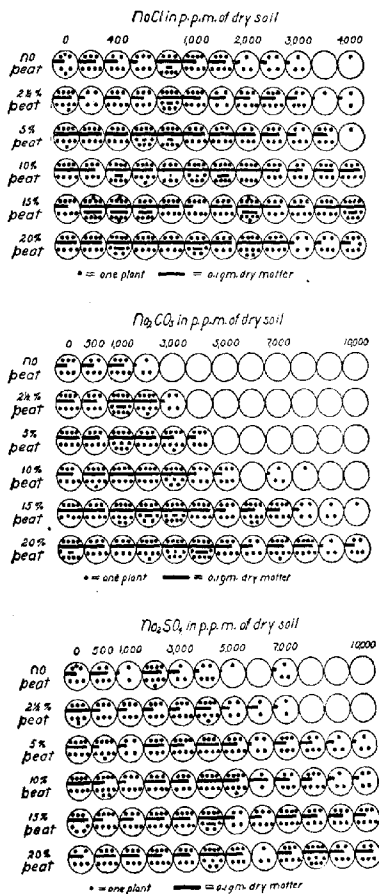 NaCl in p.p.m. of dry soil
0 400 1,000 2,000 3,000 4000
no peat
2½% peat
5% peat
10% peat
15% peat
20% peat
• = one plant — = 0.1 gm. dry matter
Na₂CO₃ in p.p.m. of dry soil
0 500 1,000 3,000 5,000 7,000 10,000
no peat
2½% peat
5% peat
10% peat
15% peat
20% peat
• = one plant — = 0.1 gm. dry matter
Na₂SO₄ in p.p.m. of dry soil
0 500 1,000 3,000 5,000 7,000 10,000
no peat
2½% peat
5% peat
10% peat
15% peat
20% peat
• = one plant — = 0.1 gm. dry matter